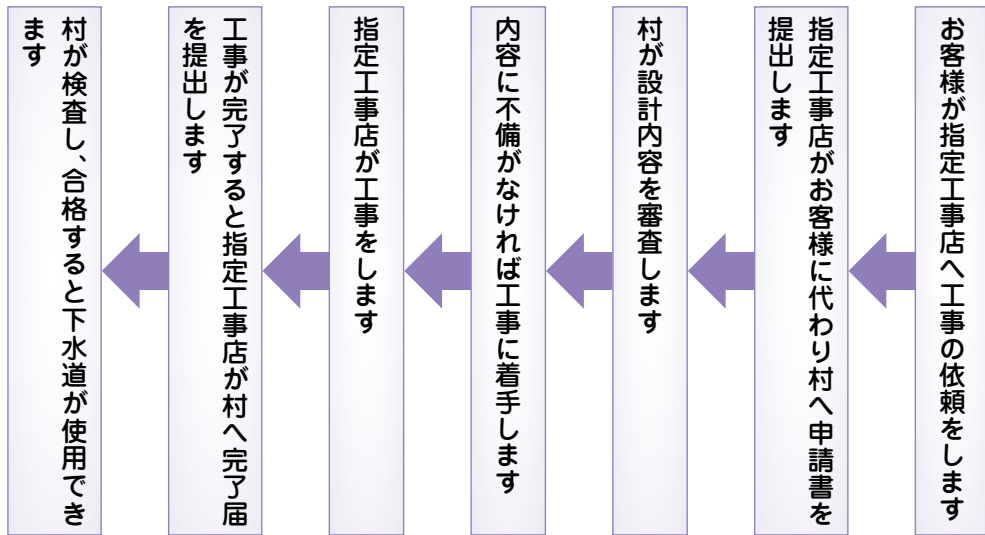 お客様が指定工事店へ工事の依頼をします
指定工事店がお客様に代わり村へ申請書を
提出します
村が設計内容を審査します
内容に不備がなければ工事に着手します
指定工事店が工事をします
工事が完了すると指定工事店が村へ完了届
を提出します
村が検査し、合格すると下水道が使用でき
ます